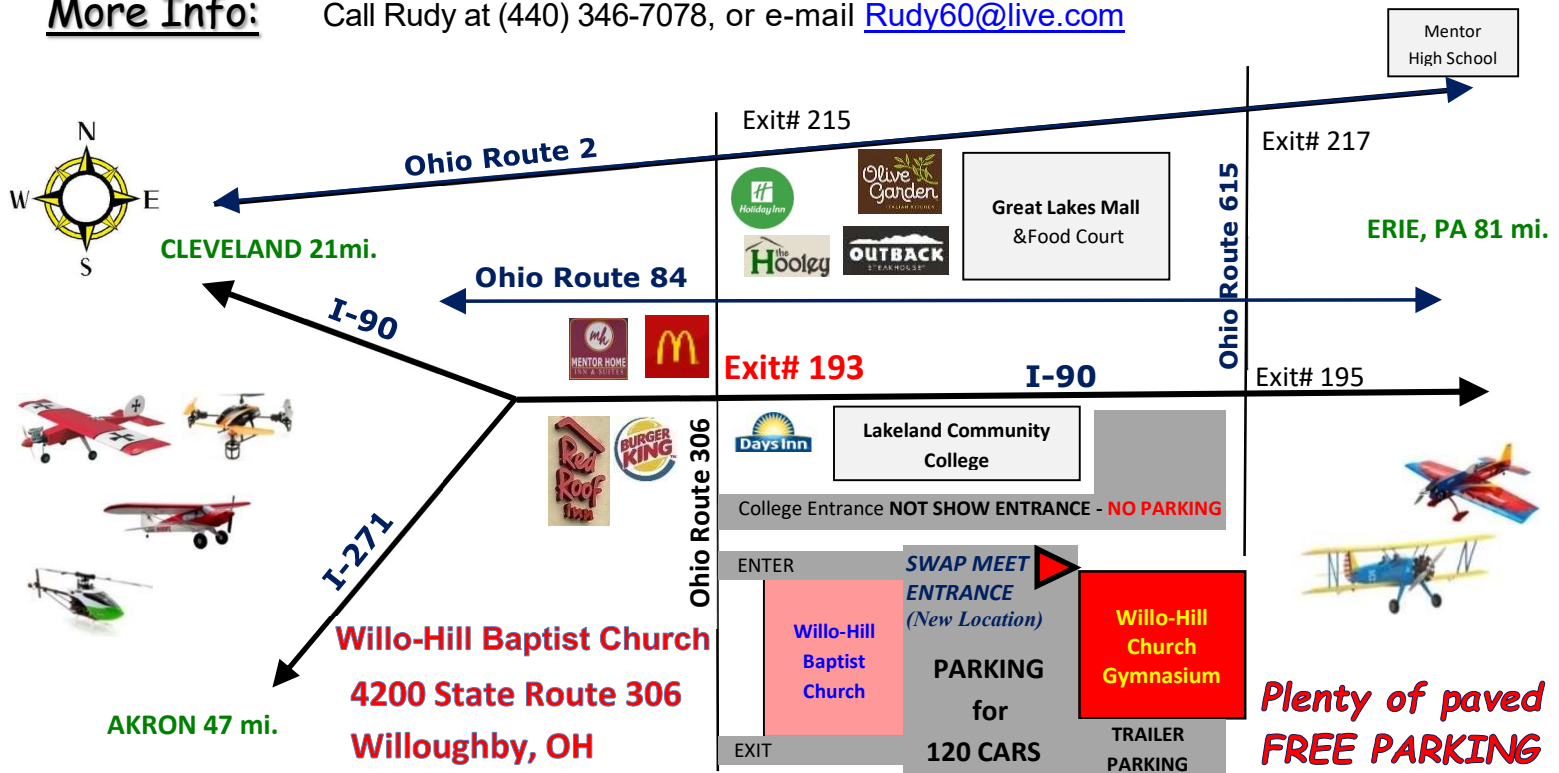 More Info:
Call Rudy at (440) 346-7078, or e-mail Rudy60@live.com
Mentor
High School
Exit# 215
Exit# 217
Ohio Route 2
N
W
E
S
Holiday Inn
Olive
Garden
ITALIAN KITCHEN
Great Lakes Mall
&Food Court
the
Hooley
OUTBACK
STEAKHOUSE
Ohio Route 615
ERIE, PA 81 mi.
CLEVELAND 21mi.
Ohio Route 84
I-90
mh
MENTOR HOME
INN & SUITES
Exit# 193
I-90
Exit# 195
Red
Roof
Inn
BURGER
KING
Ohio Route 306
Days Inn
Lakeland Community
College
College Entrance NOT SHOW ENTRANCE - NO PARKING
I-271
ENTER
SWAP MEET
ENTRANCE
(New Location)
Willo-Hill
Baptist
Church
PARKING
for
120 CARS
Willo-Hill
Church
Gymnasium
TRAILER
PARKING
EXIT
Willo-Hill Baptist Church
4200 State Route 306
Willoughby, OH
AKRON 47 mi.
Plenty of paved
FREE PARKING